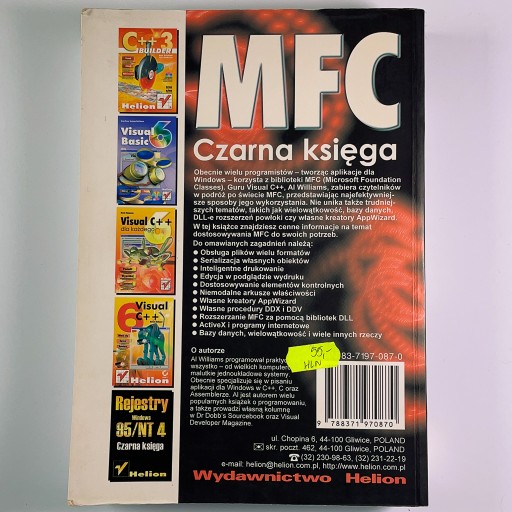 C++ 3
BUILDER
Helion
Visual
Basic 6
Visual C++
dla każdego
6 Visual
C++
Helion
Rejestry
Windows
95/NT 4
Czarna księga
Helion
MFC
Czarna księga
Obecnie wielu programistów – tworząc aplikacje dla
Windows – korzysta z biblioteki MFC (Microsoft Foundation
Classes). Guru Visual C++, Al Williams, zabiera czytelników
w podróż po świecie MFC, przedstawiając najefektywniej-
sze sposoby jego wykorzystania. Nie unika także trudniej-
szych tematów, takich jak wielowątkowość, bazy danych,
DLL-e rozszerzeń powłoki czy własne kreatory AppWizard.
W tej książce znajdziesz cenne informacje na temat
dostosowywania MFC do swoich potrzeb.
Do omawianych zagadnień należą:
Obsługa plików wielu formatów
Serializacja własnych obiektów
Inteligentne drukowanie
Edycja w podglądzie wydruku
Dostosowywanie elementów kontrolnych
Niemodalne arkusze właściwości
Własne kreatory AppWizard
Własne procedury DDX i DDV
Rozszerzanie MFC za pomocą bibliotek DLL
ActiveX i programy internetowe
Bazy danych, wielowątkowość i wiele innych rzeczy
O autorze
Al Williams programował praktycznie
wszystko – od wielkich komputerów
malutkie jednoukładowe systemy.
Obecnie specjalizuje się w pisaniu
aplikacji dla Windows w C++, C oraz
Assemblerze. Al jest autorem wielu
popularnych książek o programowaniu,
a także prowadzi własną kolumnę
w Dr Dobb's Sourcebook oraz Visual
Developer Magazine.
55,-
HLN
83-7197-087-0
9 788371 970870
ul. Chopina 6, 44-100 Gliwice, POLAND
skr. poczt. 462, 44-100 Gliwice, POLAND
(32) 230-98-63, (32) 231-22-19
e-mail: helion@helion.com.pl, http://www.helion.com.pl
Wydawnictwo Helion